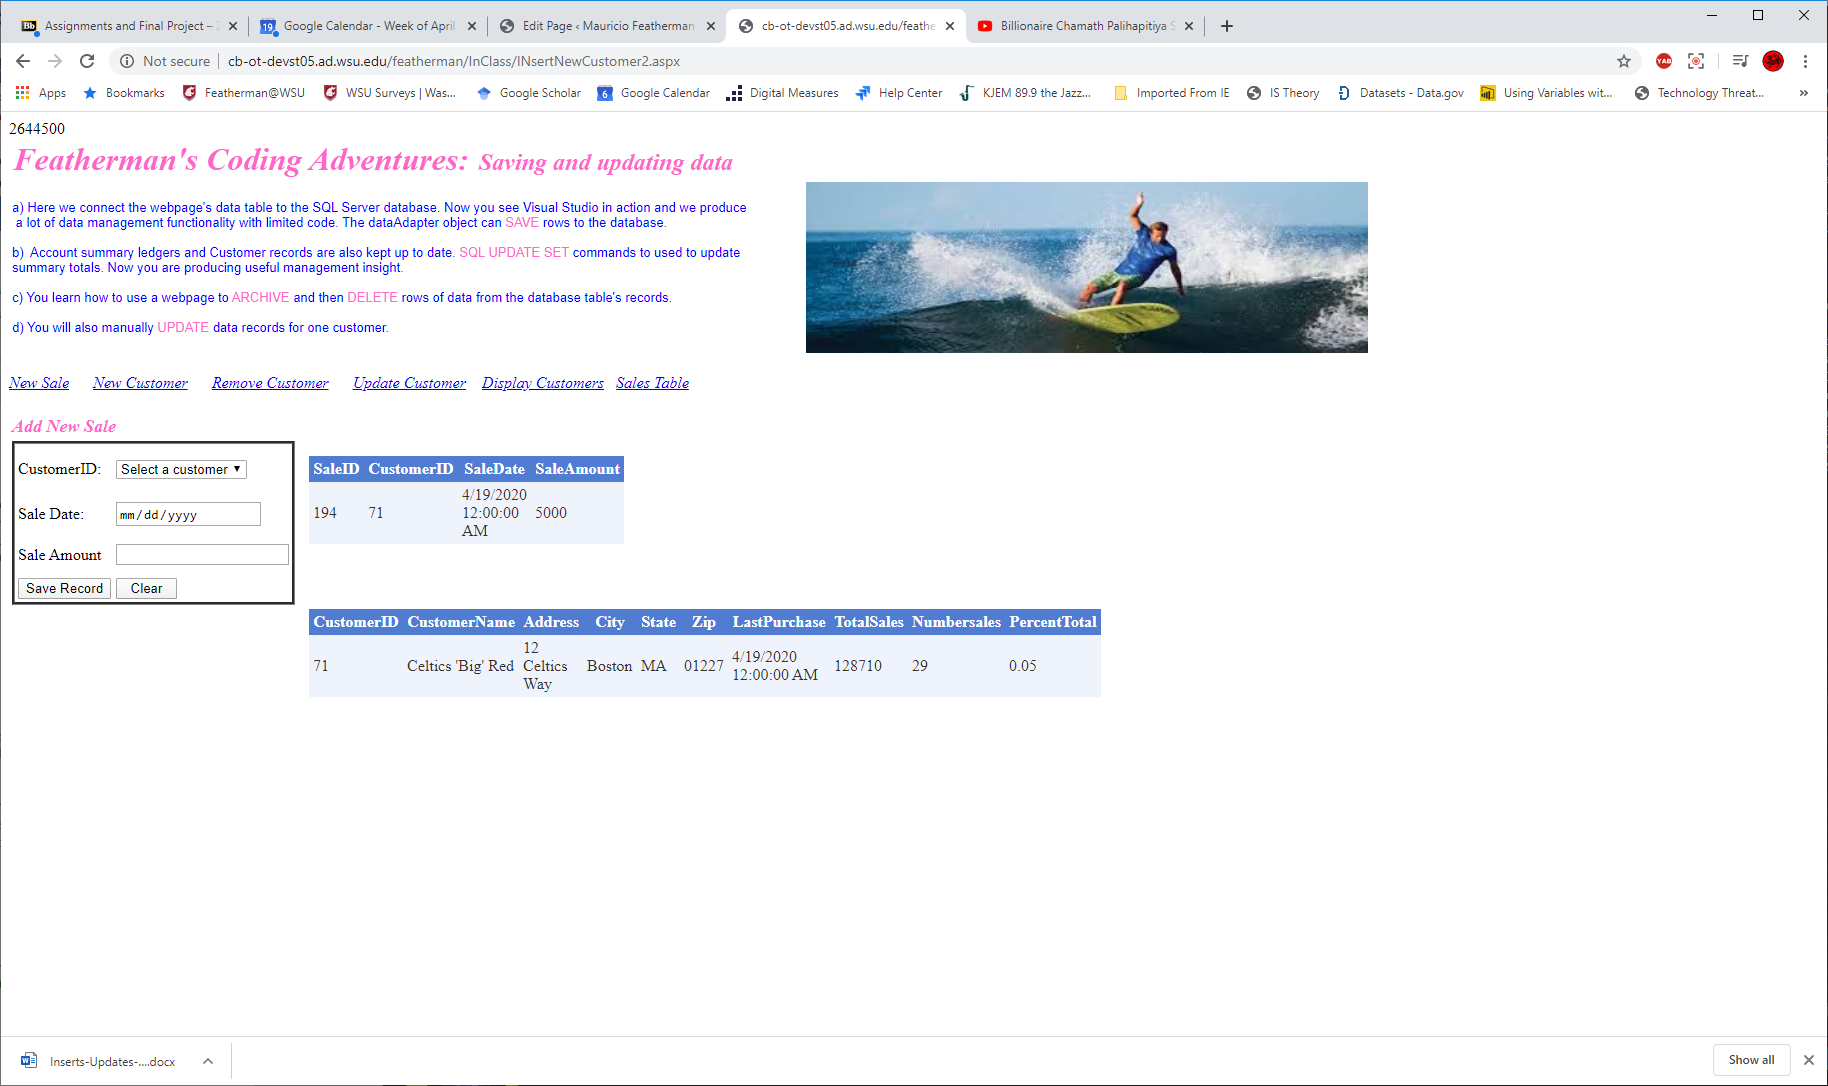 Assignments and Final Project –
Google Calendar - Week of April
Edit Page ‹ Mauricio Featherman
cb-ot-devst05.ad.wsu.edu/feathe
Billionaire Chamath Palihapitiya S
Not secure | cb-ot-devst05.ad.wsu.edu/featherman/InClass/INsertNewCustomer2.aspx
Apps Bookmarks Featherman@WSU WSU Surveys | Was... Google Scholar Google Calendar Digital Measures Help Center KJEM 89.9 the Jazz... Imported From IE IS Theory Datasets - Data.gov Using Variables wit... Technology Threat... »
2644500
Featherman's Coding Adventures: Saving and updating data
a) Here we connect the webpage's data table to the SQL Server database. Now you see Visual Studio in action and we produce
a lot of data management functionality with limited code. The dataAdapter object can SAVE rows to the database.
b) Account summary ledgers and Customer records are also kept up to date. SQL UPDATE SET commands to used to update
summary totals. Now you are producing useful management insight.
c) You learn how to use a webpage to ARCHIVE and then DELETE rows of data from the database table's records.
d) You will also manually UPDATE data records for one customer.
New Sale New Customer Remove Customer Update Customer Display Customers Sales Table
Add New Sale
CustomerID: Select a customer
Sale Date: mm/dd/yyyy
Sale Amount
Save Record Clear
SaleID CustomerID SaleDate SaleAmount
194 71 4/19/2020 12:00:00 AM 5000
CustomerID CustomerName Address City State Zip LastPurchase TotalSales Numbersales PercentTotal
71 Celtics 'Big' Red 12 Celtics Way Boston MA 01227 4/19/2020 12:00:00 AM 128710 29 0.05
Inserts-Updates-....docx
Show all